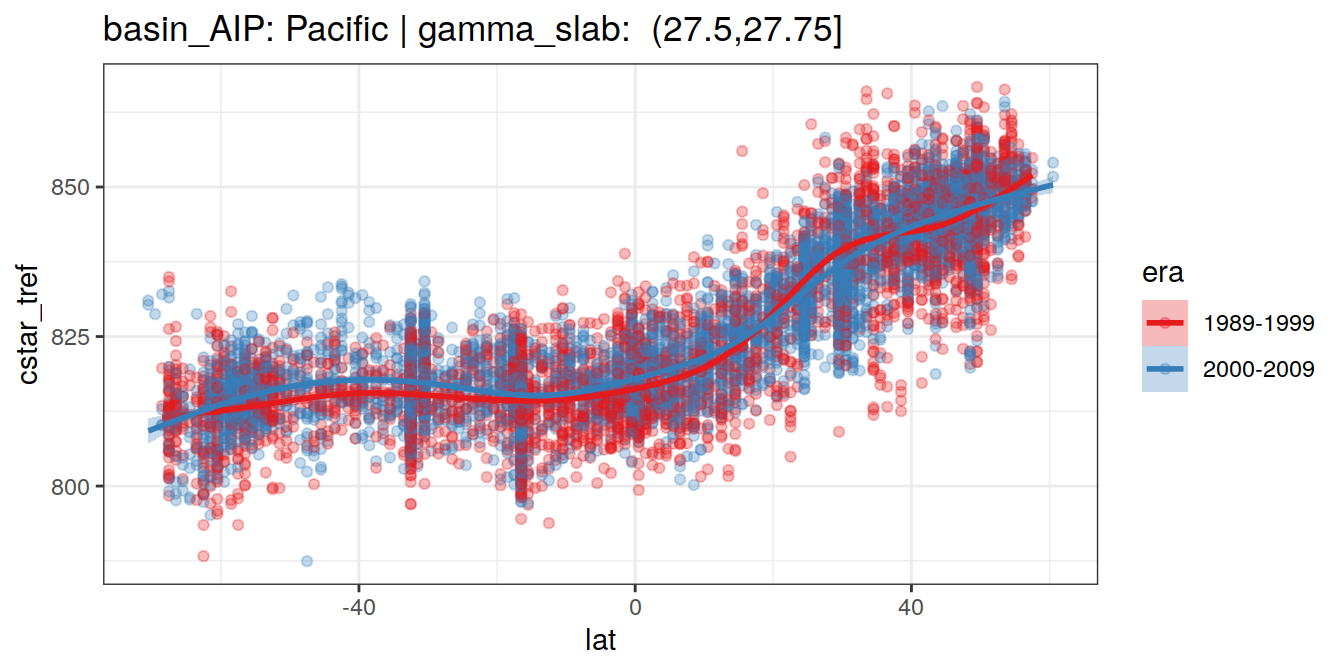 basin_AIP: Pacific | gamma_slab:  (27.5,27.75]
cstar_tref
850
825
800
-40
0
40
lat
era
1989-1999
2000-2009